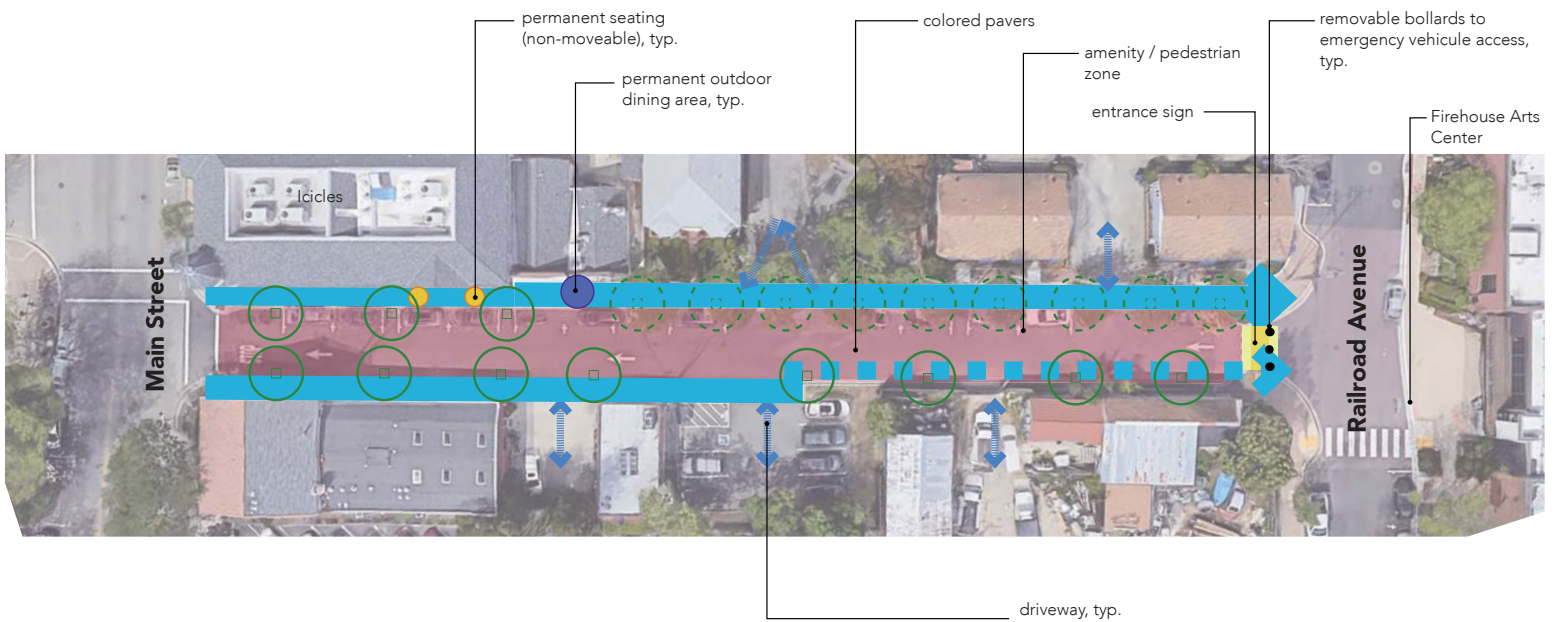 permanent seating
(non-moveable), typ.
colored pavers
removable bollards to
emergency vehicule access,
typ.
amenity / pedestrian
zone
permanent outdoor
dining area, typ.
entrance sign
Firehouse Arts
Center
Icicles
Main Street
Railroad Avenue
driveway, typ.